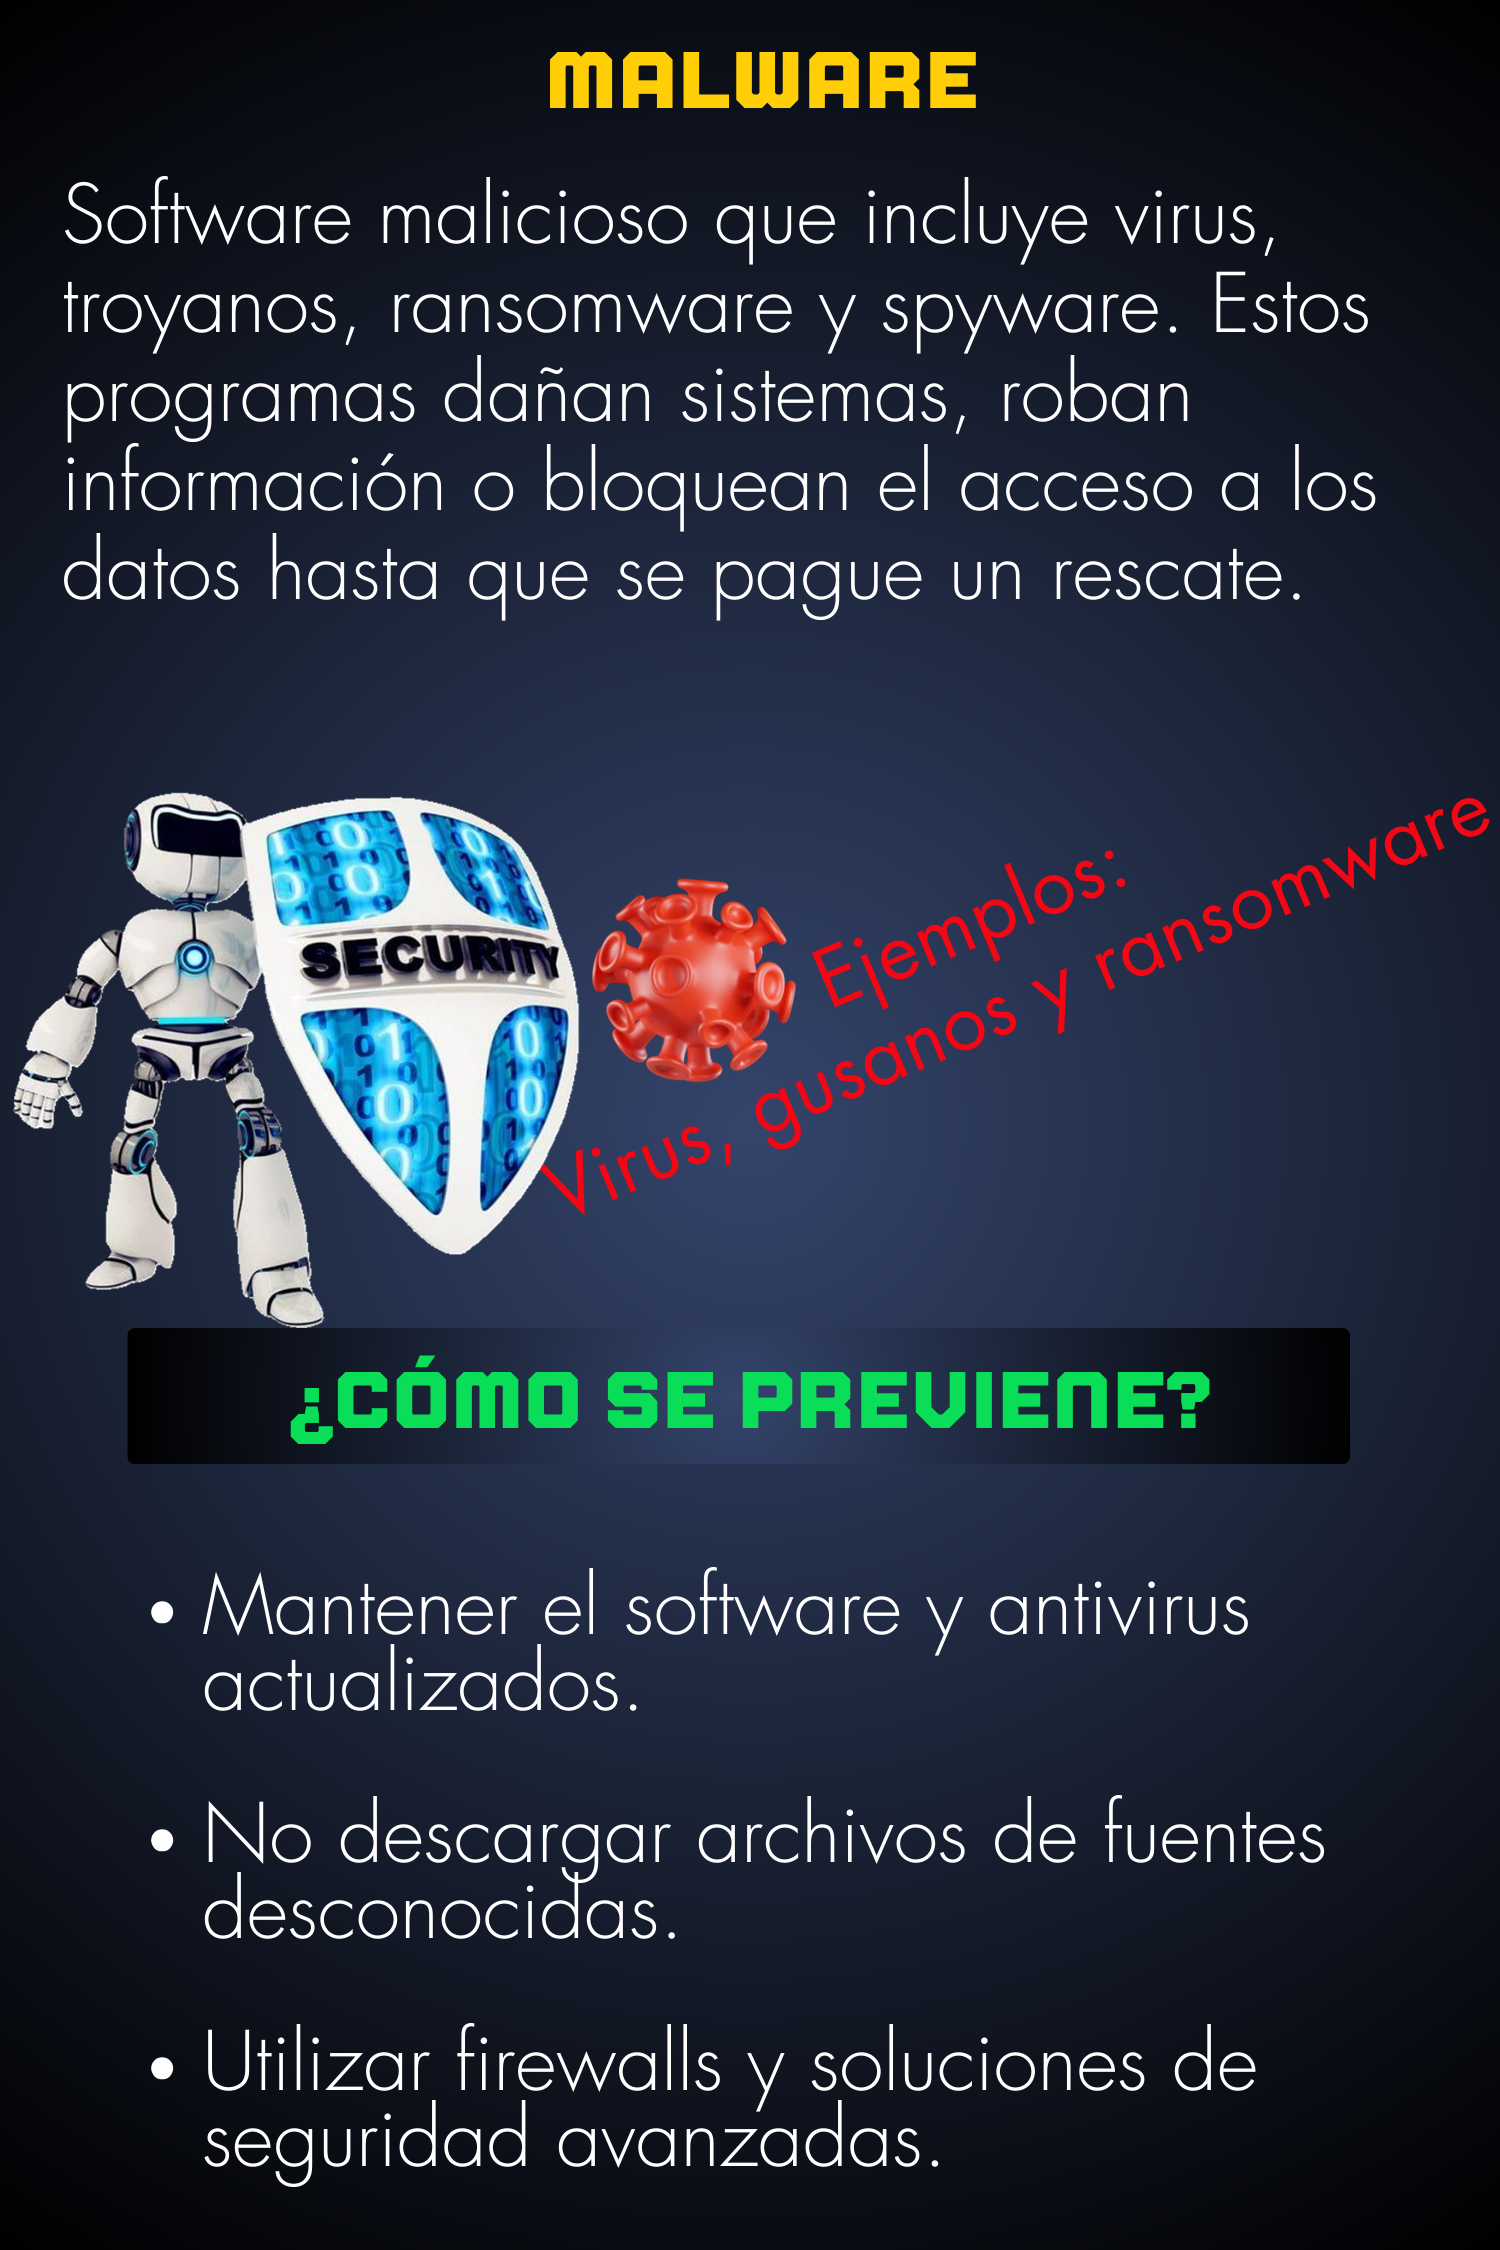 MALWARE
Software malicioso que incluye virus,
troyanos, ransomware y spyware. Estos
programas dañan sistemas, roban
información o bloquean el acceso a los
datos hasta que se pague un rescate.
SECURITY
Ejemplos:
Virus, gusanos y ransomware
¿CÓMO SE PREVIENE?
• Mantener el software y antivirus
actualizados.
• No descargar archivos de fuentes
desconocidas.
• Utilizar firewalls y soluciones de
seguridad avanzadas.